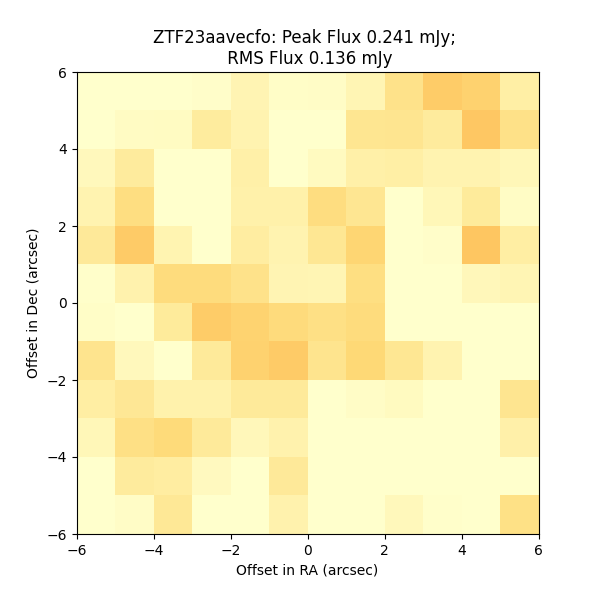 ZTF23aavecfo: Peak Flux 0.241 mJy;
RMS Flux 0.136 mJy
6
4
2
0
−2
−4
−6
Offset in Dec (arcsec)
−6 −4 −2 0 2 4 6
Offset in RA (arcsec)